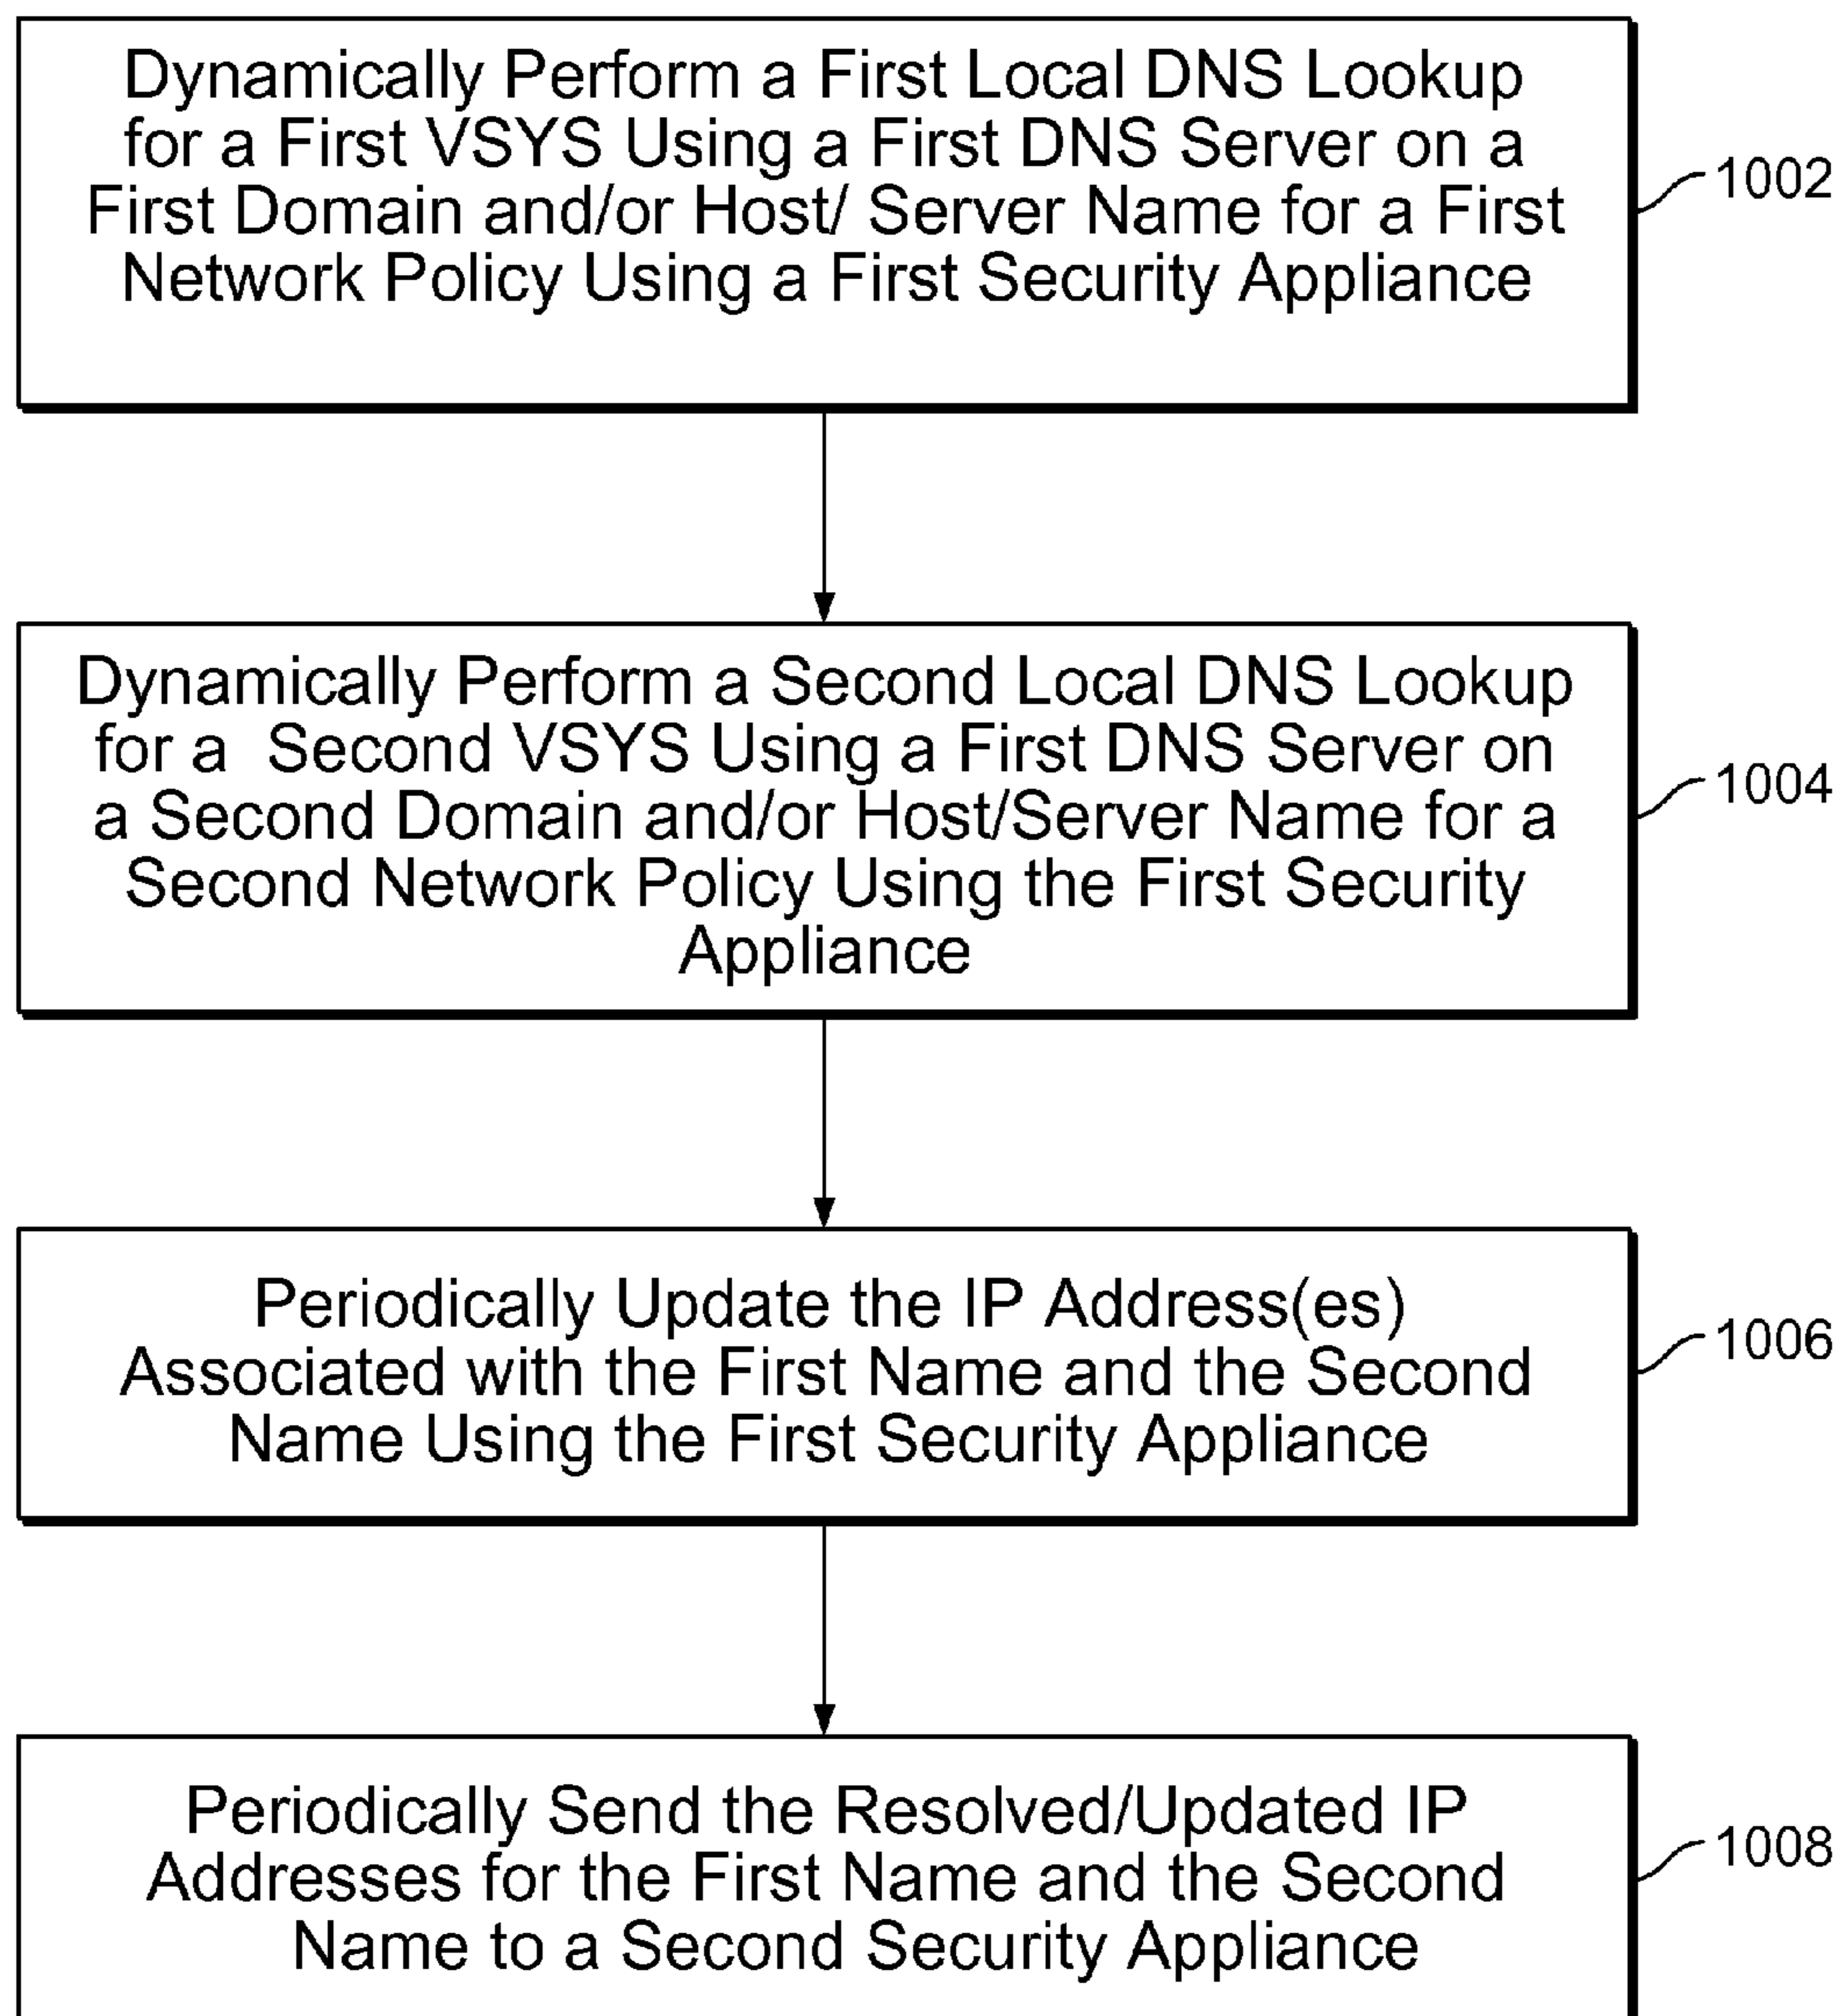 Dynamically Perform a First Local DNS Lookup
for a First VSYS Using a First DNS Server on a
First Domain and/or Host/ Server Name for a First
Network Policy Using a First Security Appliance
1002
Dynamically Perform a Second Local DNS Lookup
for a Second VSYS Using a First DNS Server on
a Second Domain and/or Host/Server Name for a
Second Network Policy Using the First Security
Appliance
1004
Periodically Update the IP Address(es)
Associated with the First Name and the Second
Name Using the First Security Appliance
1006
Periodically Send the Resolved/Updated IP
Addresses for the First Name and the Second
Name to a Second Security Appliance
1008